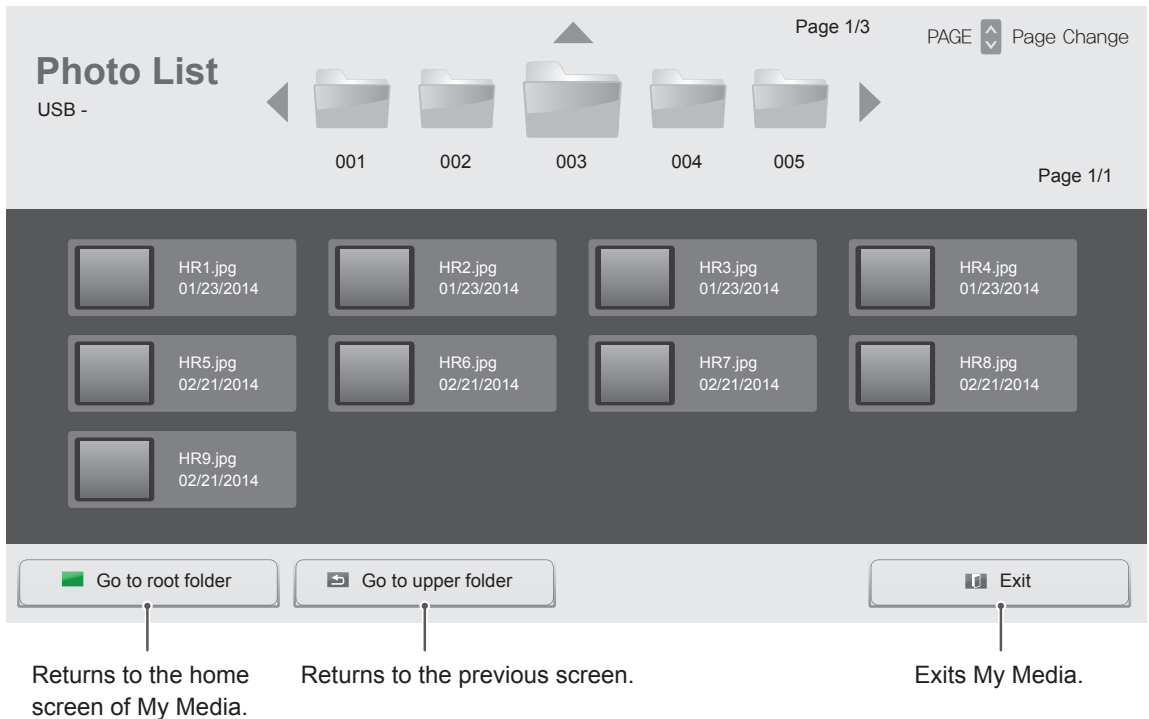 Page 1/3
PAGE Page Change
Photo List
USB -
001 002 003 004 005
Page 1/1
HR1.jpg
01/23/2014
HR2.jpg
01/23/2014
HR3.jpg
01/23/2014
HR4.jpg
01/23/2014
HR5.jpg
02/21/2014
HR6.jpg
02/21/2014
HR7.jpg
02/21/2014
HR8.jpg
02/21/2014
HR9.jpg
02/21/2014
Go to root folder
Go to upper folder
Exit
Returns to the home
screen of My Media.
Returns to the previous screen.
Exits My Media.